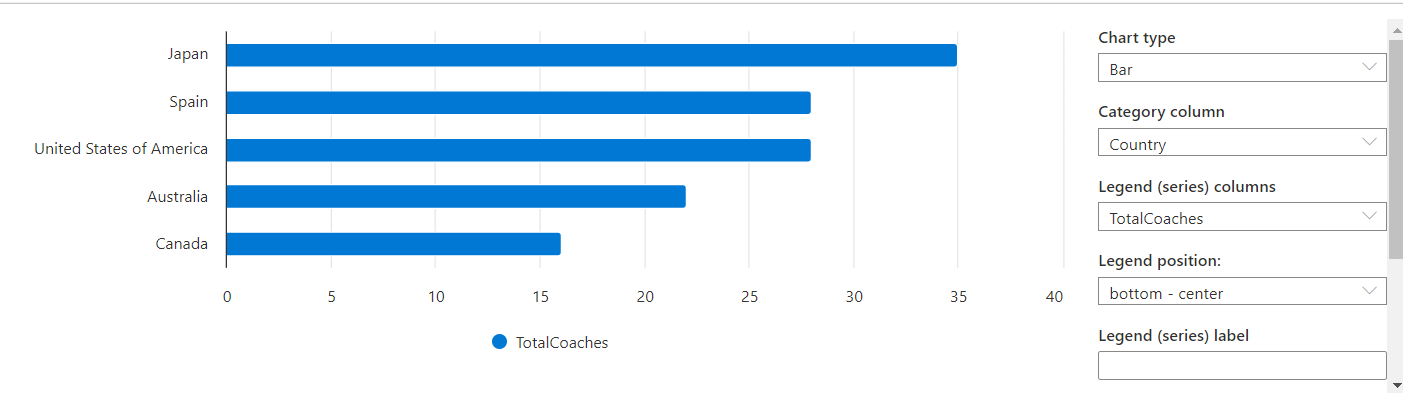 Japan
Spain
United States of America
Australia
Canada
0 5 10 15 20 25 30 35 40
TotalCoaches
Chart type
Bar
Category column
Country
Legend (series) columns
TotalCoaches
Legend position:
bottom - center
Legend (series) label